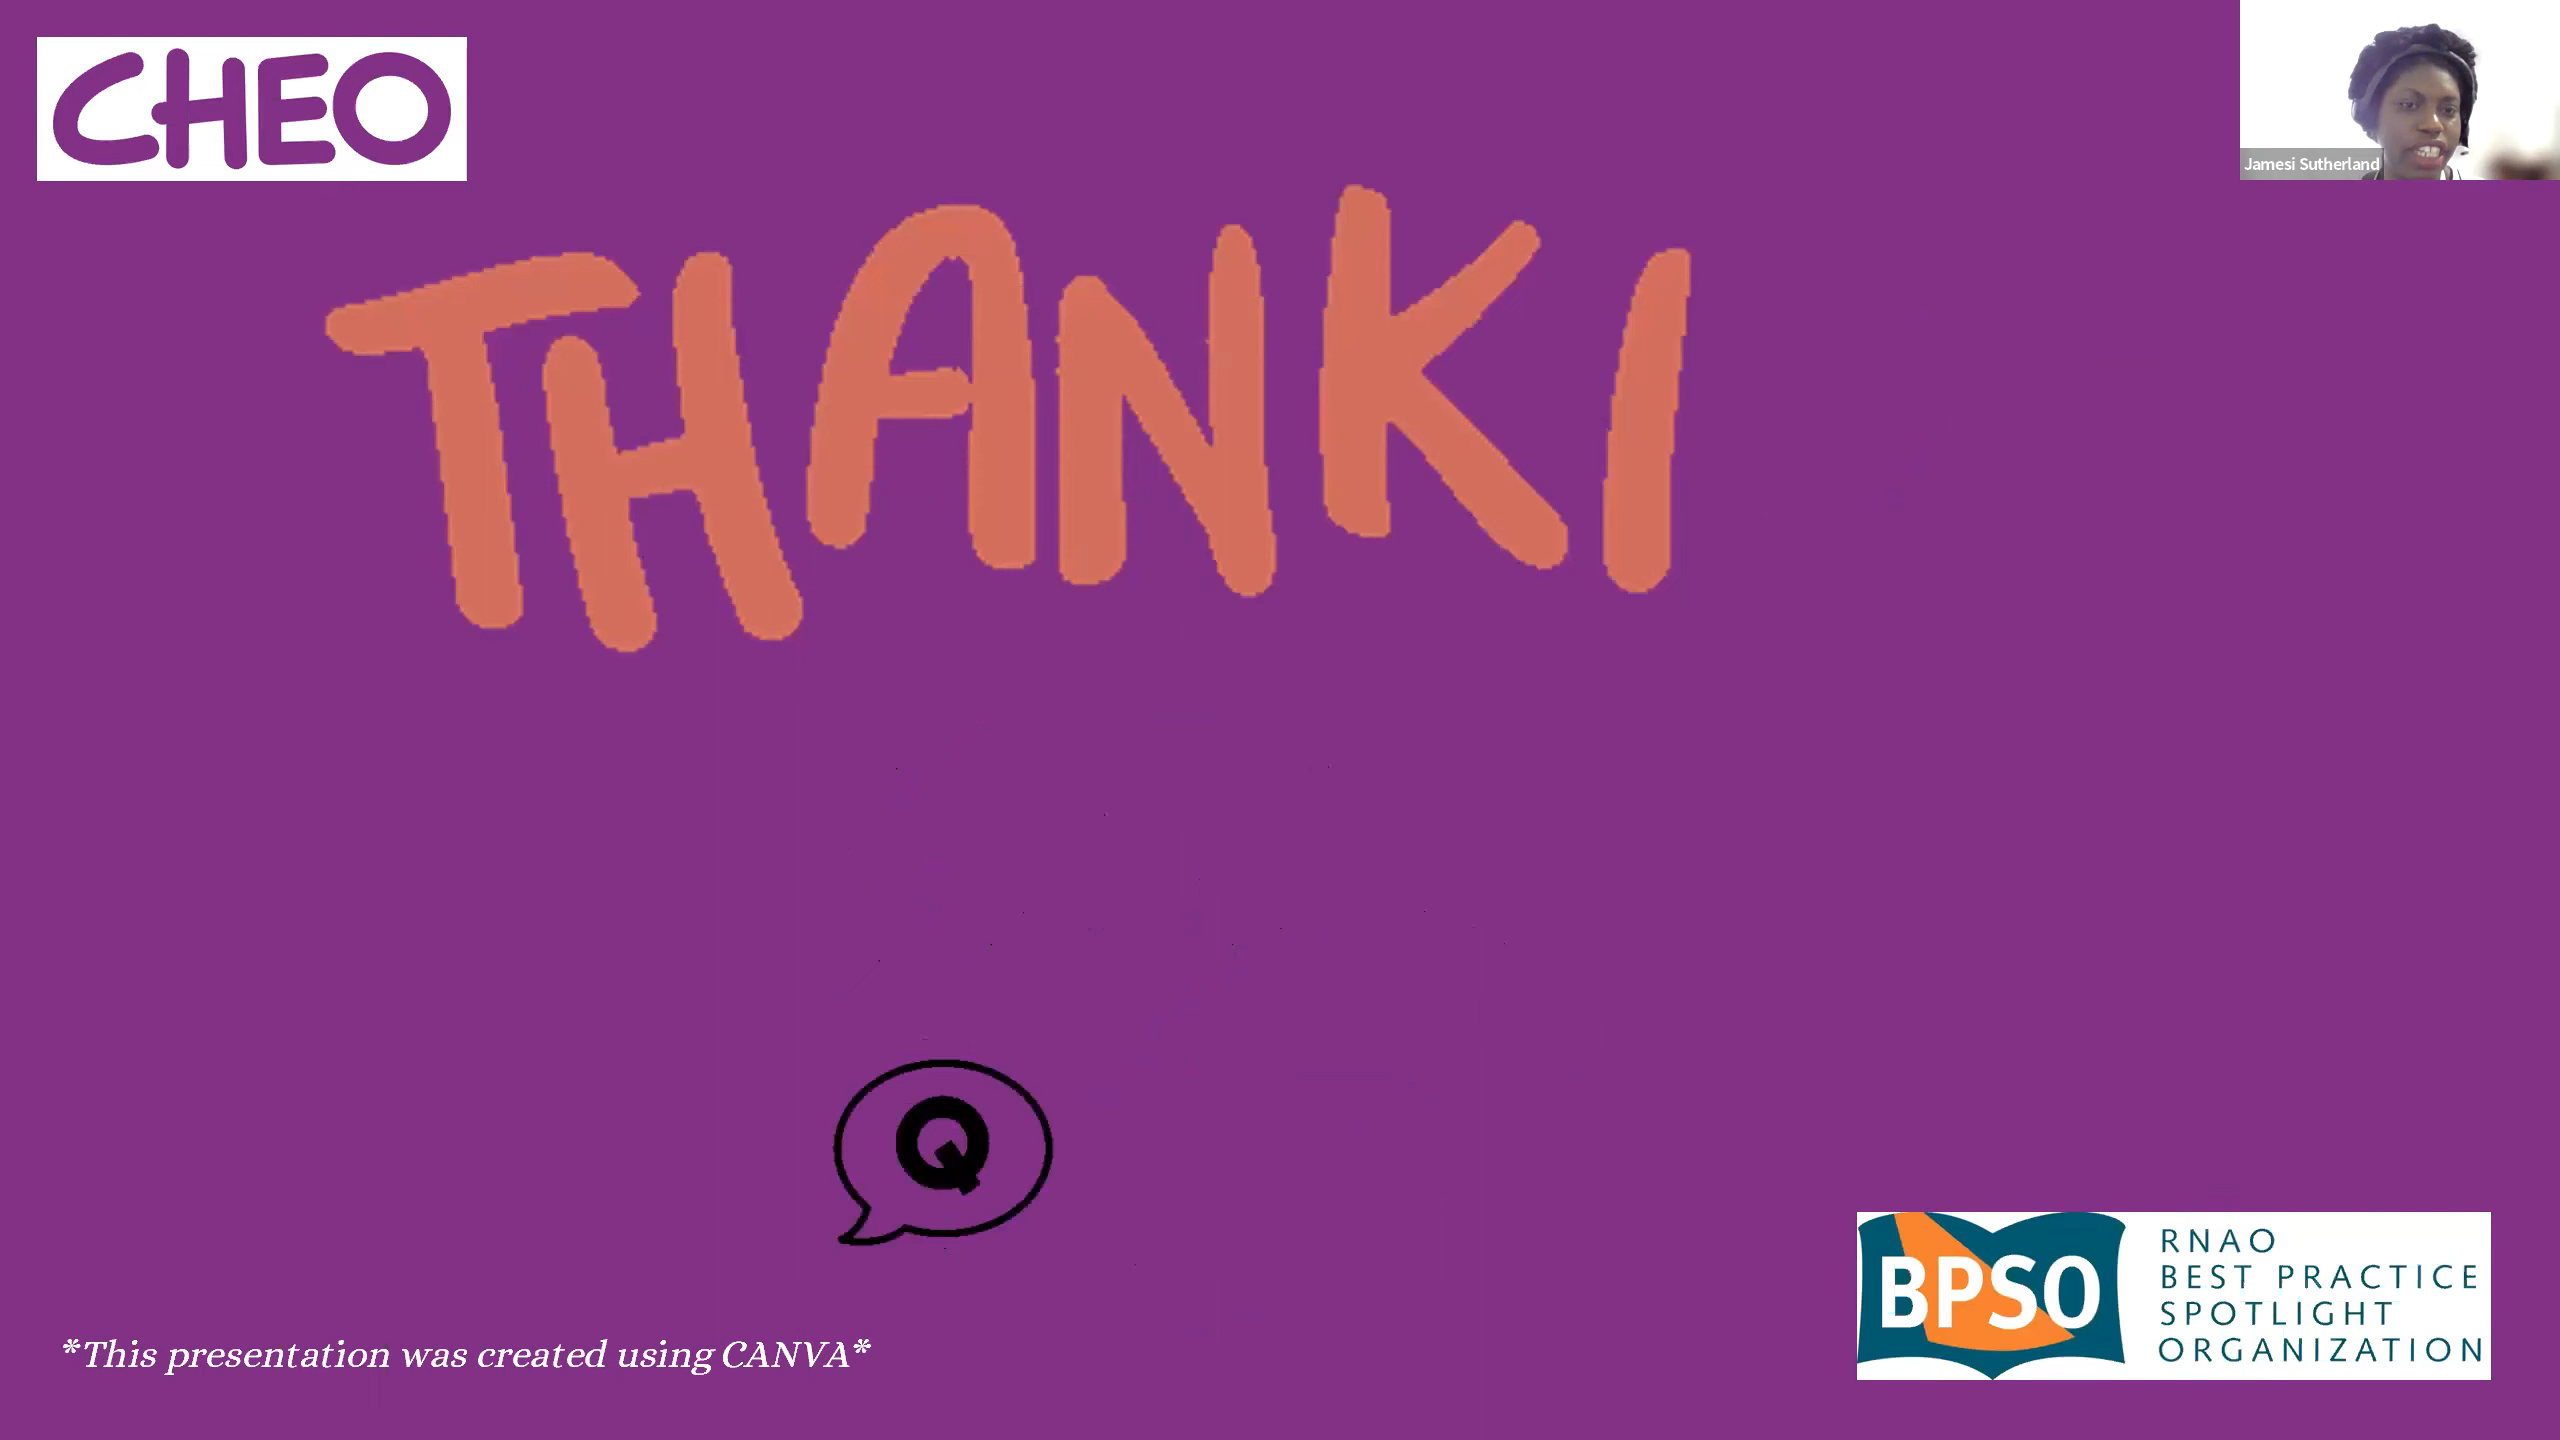 CHEO
Jamesi Sutherland
THANKI
Q
BPSO
RNAO
BEST PRACTICE
SPOTLIGHT
ORGANIZATION
*This presentation was created using CANVA*